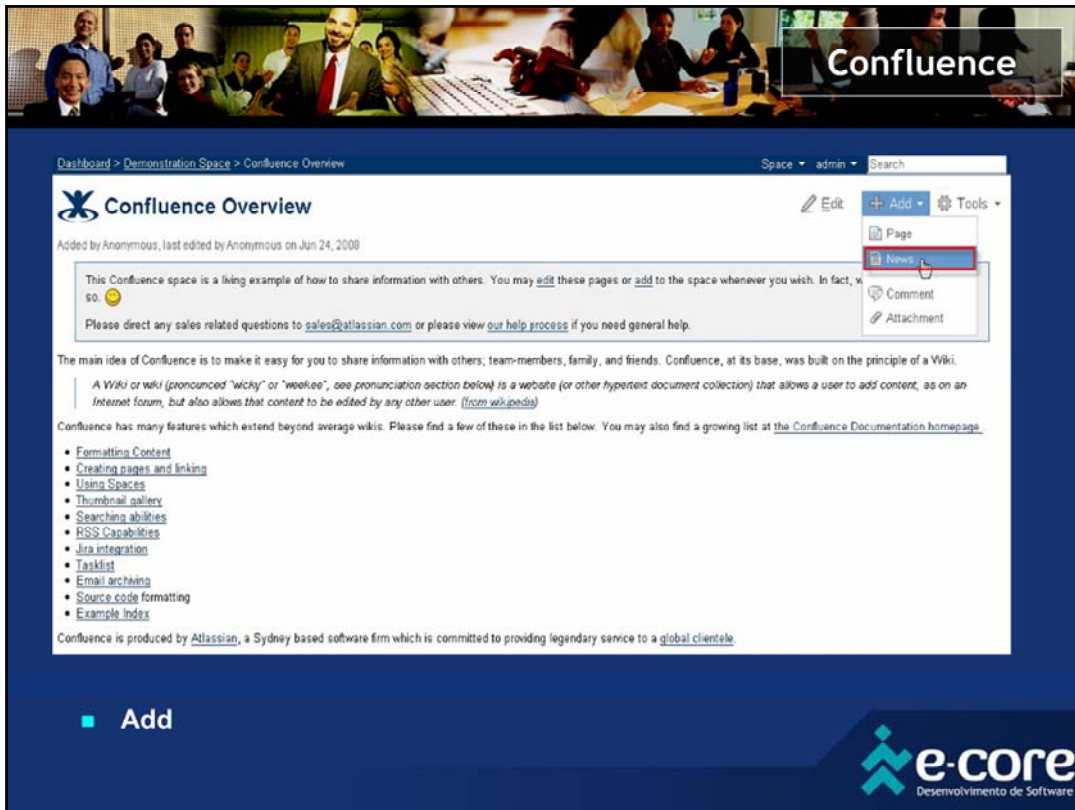 Confluence
Dashboard > Demonstration Space > Confluence Overview
Space admin Search
Confluence Overview
Edit Add Tools
Page
News
Comment
Attachment
Added by Anonymous, last edited by Anonymous on Jun 24, 2008
This Confluence space is a living example of how to share information with others. You may edit these pages or add to the space whenever you wish. In fact, w
so.
Please direct any sales related questions to sales@atlassian.com or please view our help process if you need general help.
The main idea of Confluence is to make it easy for you to share information with others; team-members, family, and friends. Confluence, at its base, was built on the principle of a Wiki.
A Wiki or wiki (pronounced "wicky" or "weekee", see pronunciation section below) is a website (or other hypertext document collection) that allows a user to add content, as on an
Internet forum, but also allows that content to be edited by any other user. (from wikipedia)
Confluence has many features which extend beyond average wikis. Please find a few of these in the list below. You may also find a growing list at the Confluence Documentation homepage .
• Formatting Content
• Creating pages and linking
• Using Spaces
• Thumbnail gallery
• Searching abilities
• RSS Capabilities
• Jira integration
• Tasklist
• Email archiving
• Source code formatting
• Example Index
Confluence is produced by Atlassian, a Sydney based software firm which is committed to providing legendary service to a global clientele.
Add
e-core
Desenvolvimento de Software